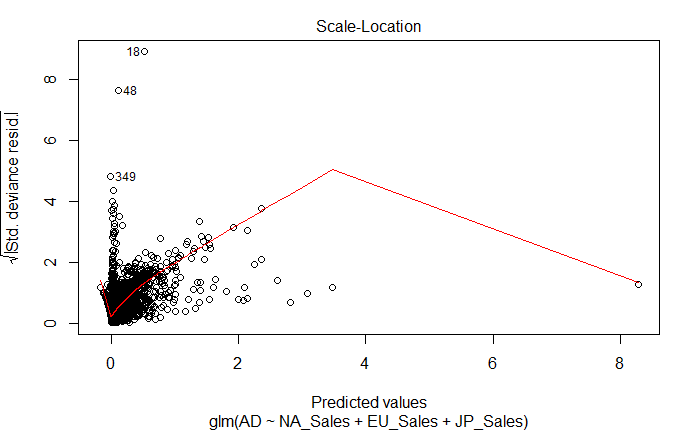 Scale-Location
√|Std. deviance resid.|
8
6
4
2
0
18
48
349
0 2 4 6 8
Predicted values
glm(AD ~ NA_Sales + EU_Sales + JP_Sales)